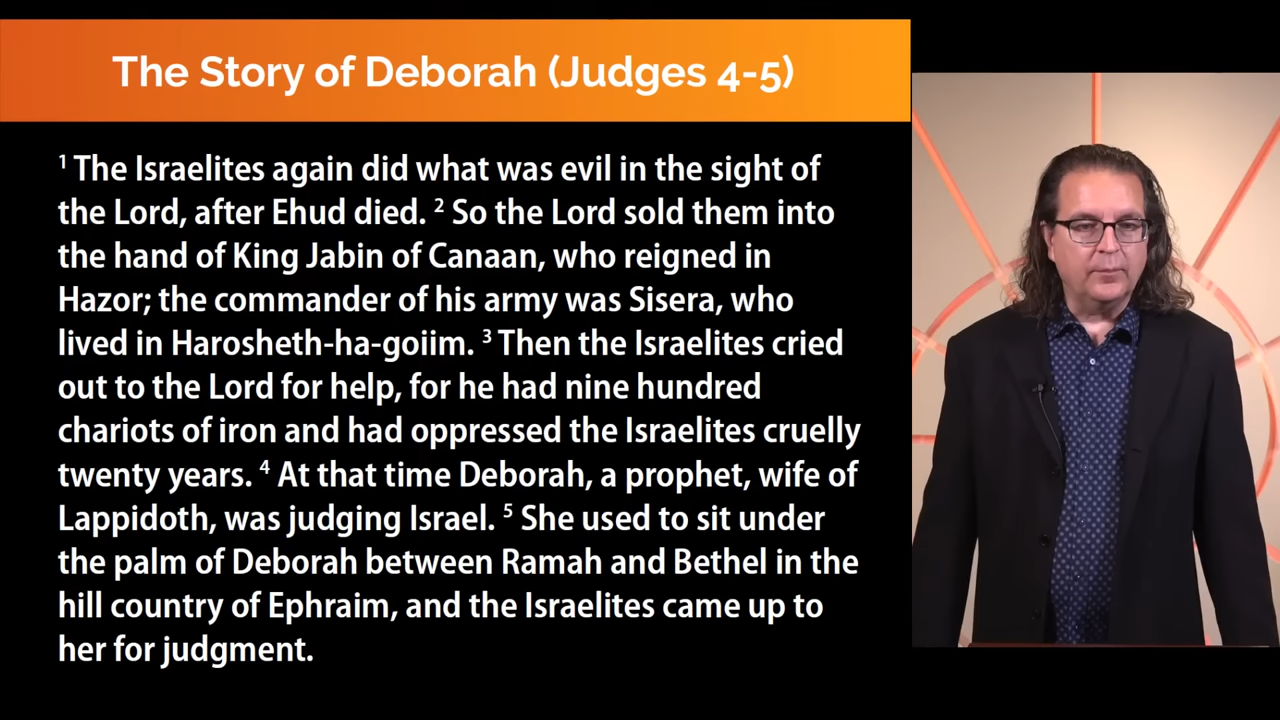 The Story of Deborah (Judges 4-5)
1 The Israelites again did what was evil in the sight of
the Lord, after Ehud died. 2 So the Lord sold them into
the hand of King Jabin of Canaan, who reigned in
Hazor; the commander of his army was Sisera, who
lived in Harosheth-ha-goiim. 3 Then the Israelites cried
out to the Lord for help, for he had nine hundred
chariots of iron and had oppressed the Israelites cruelly
twenty years. 4 At that time Deborah, a prophet, wife of
Lappidoth, was judging Israel. 5 She used to sit under
the palm of Deborah between Ramah and Bethel in the
hill country of Ephraim, and the Israelites came up to
her for judgment.